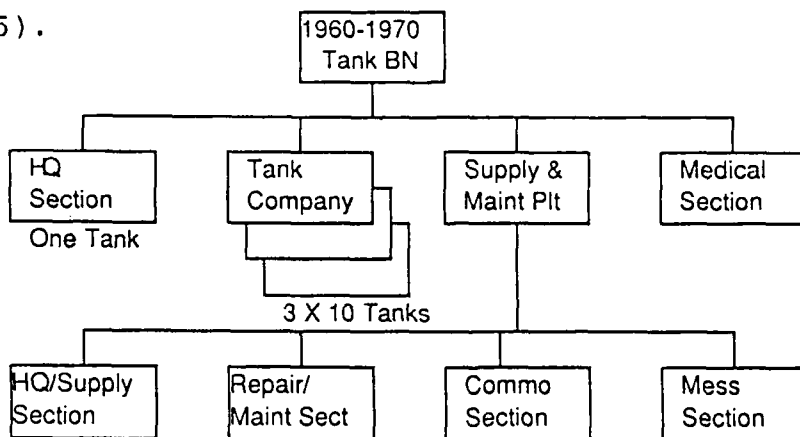 5).
1960-1970
Tank BN
HQ
Section
One Tank
Tank
Company
3 X 10 Tanks
Supply &
Maint Plt
Medical
Section
HQ/Supply
Section
Repair/
Maint Sect
Commo
Section
Mess
Section